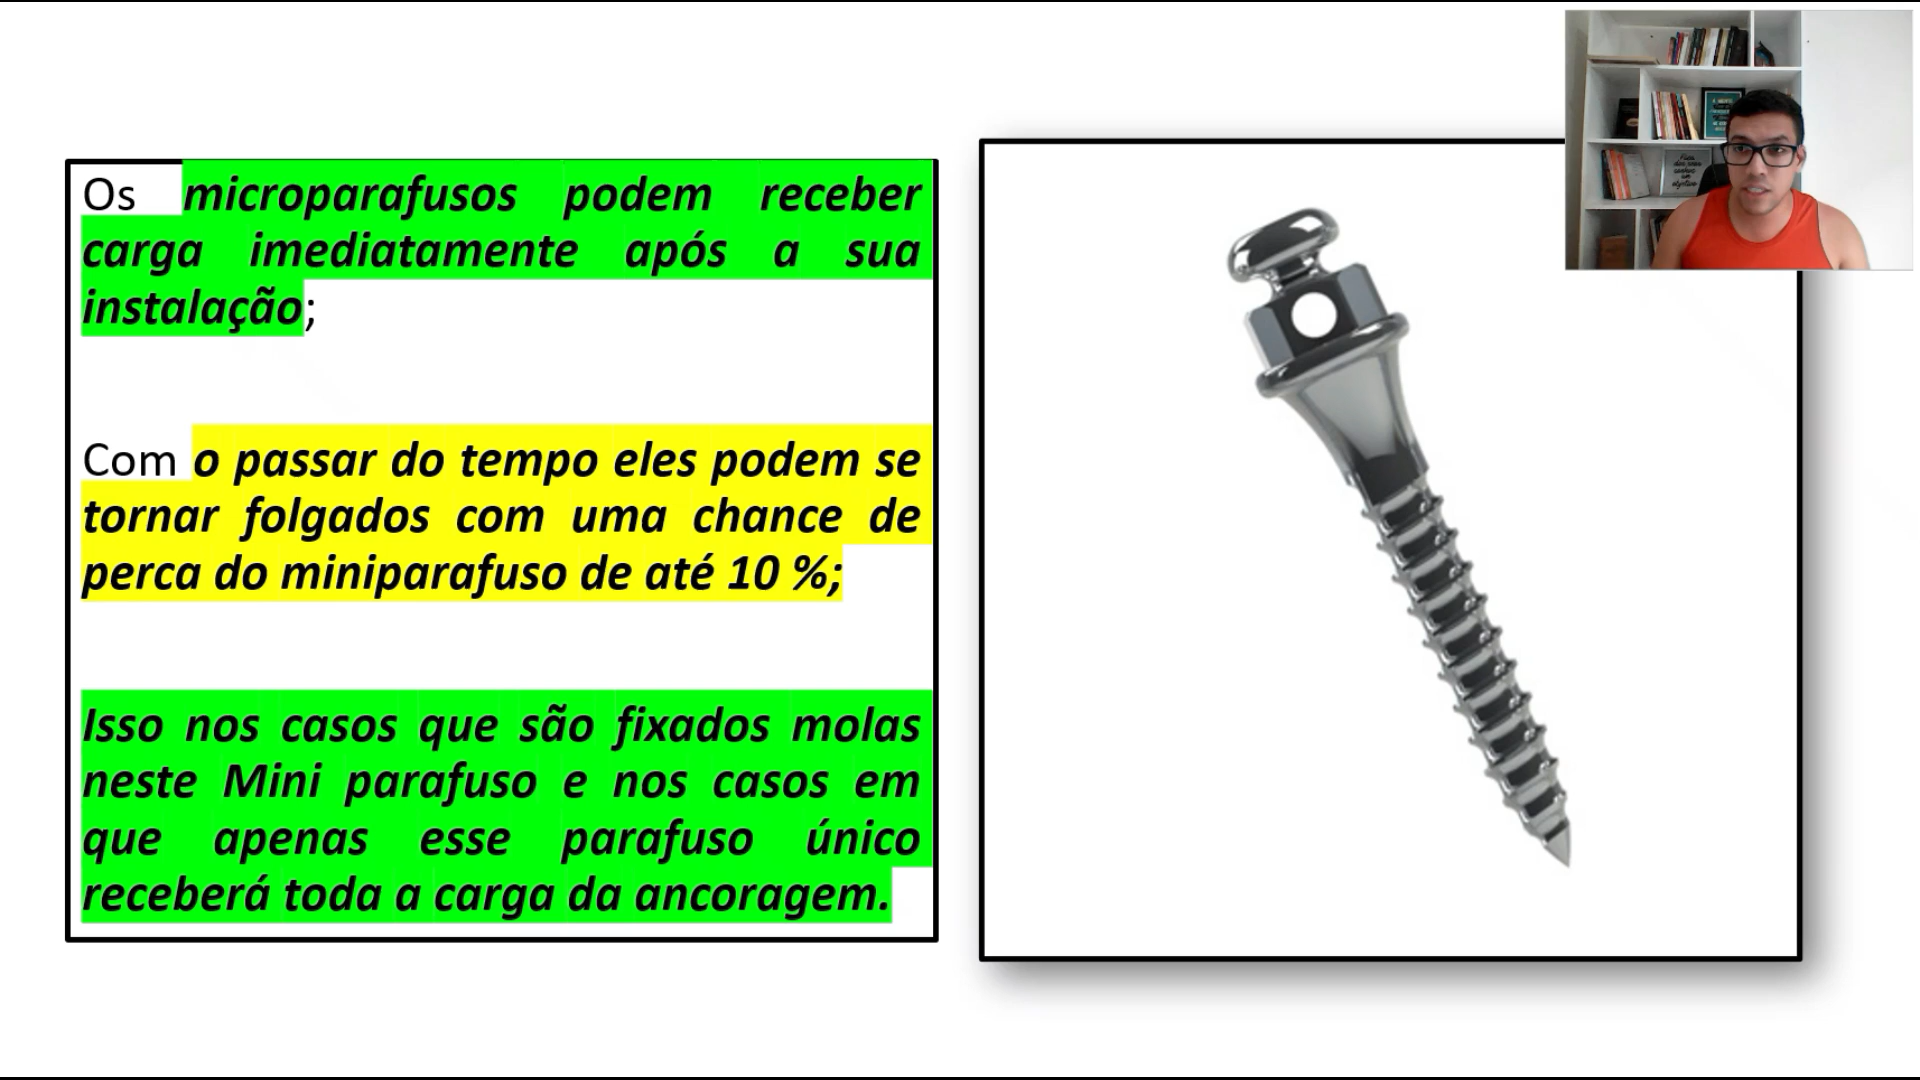 Os microparafusos podem receber
carga imediatamente após a sua
instalação;
Com o passar do tempo eles podem se
tornar folgados com uma chance de
perca do miniparafuso de até 10 %;
Isso nos casos que são fixados molas
neste Mini parafuso e nos casos em
que apenas esse parafuso único
receberá toda a carga da ancoragem.